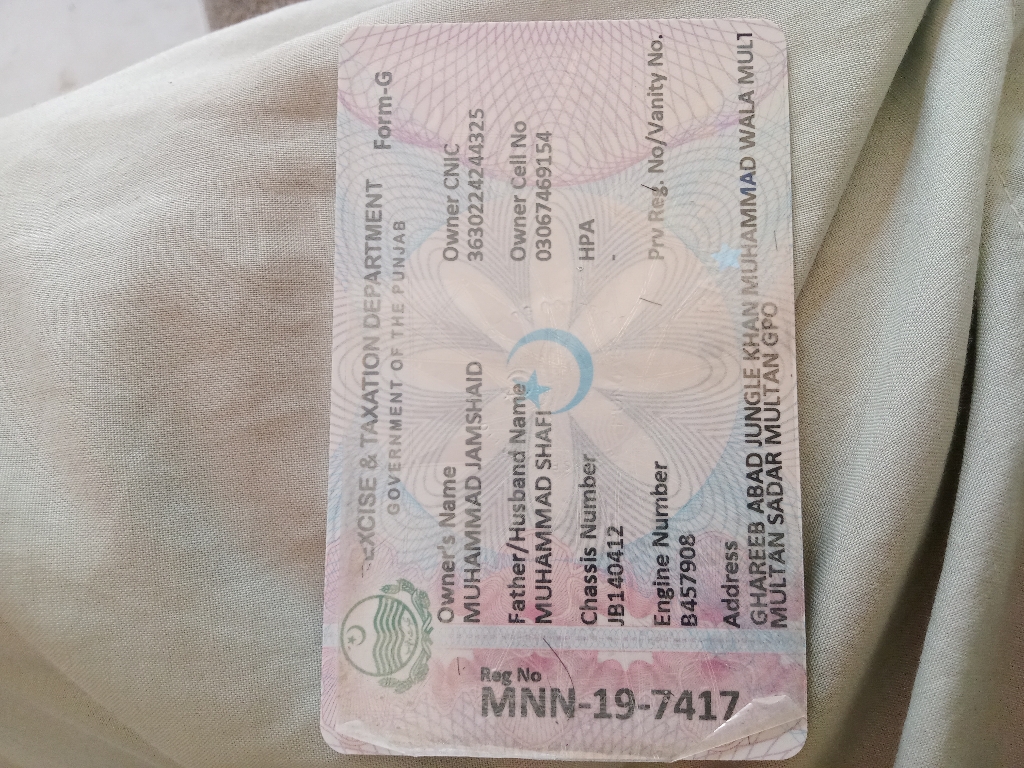 EXCISE & TAXATION DEPARTMENT Form-G
GOVERNMENT OF THE PUNJAB
Owner's Name Owner CNIC
MUHAMMAD JAMSHAID 3630224244325
Father/Husband Name Owner Cell No
MUHAMMAD SHAFI 03067469154
Chassis Number HPA
JB140412 -
Engine Number Prv Reg. No/Vanity No.
B457908
Address
GHAREEB ABAD JUNGLE KHAN MUHAMMAD WALA MULT
MULTAN SADAR MULTAN GPO
Reg No
MNN-19-7417